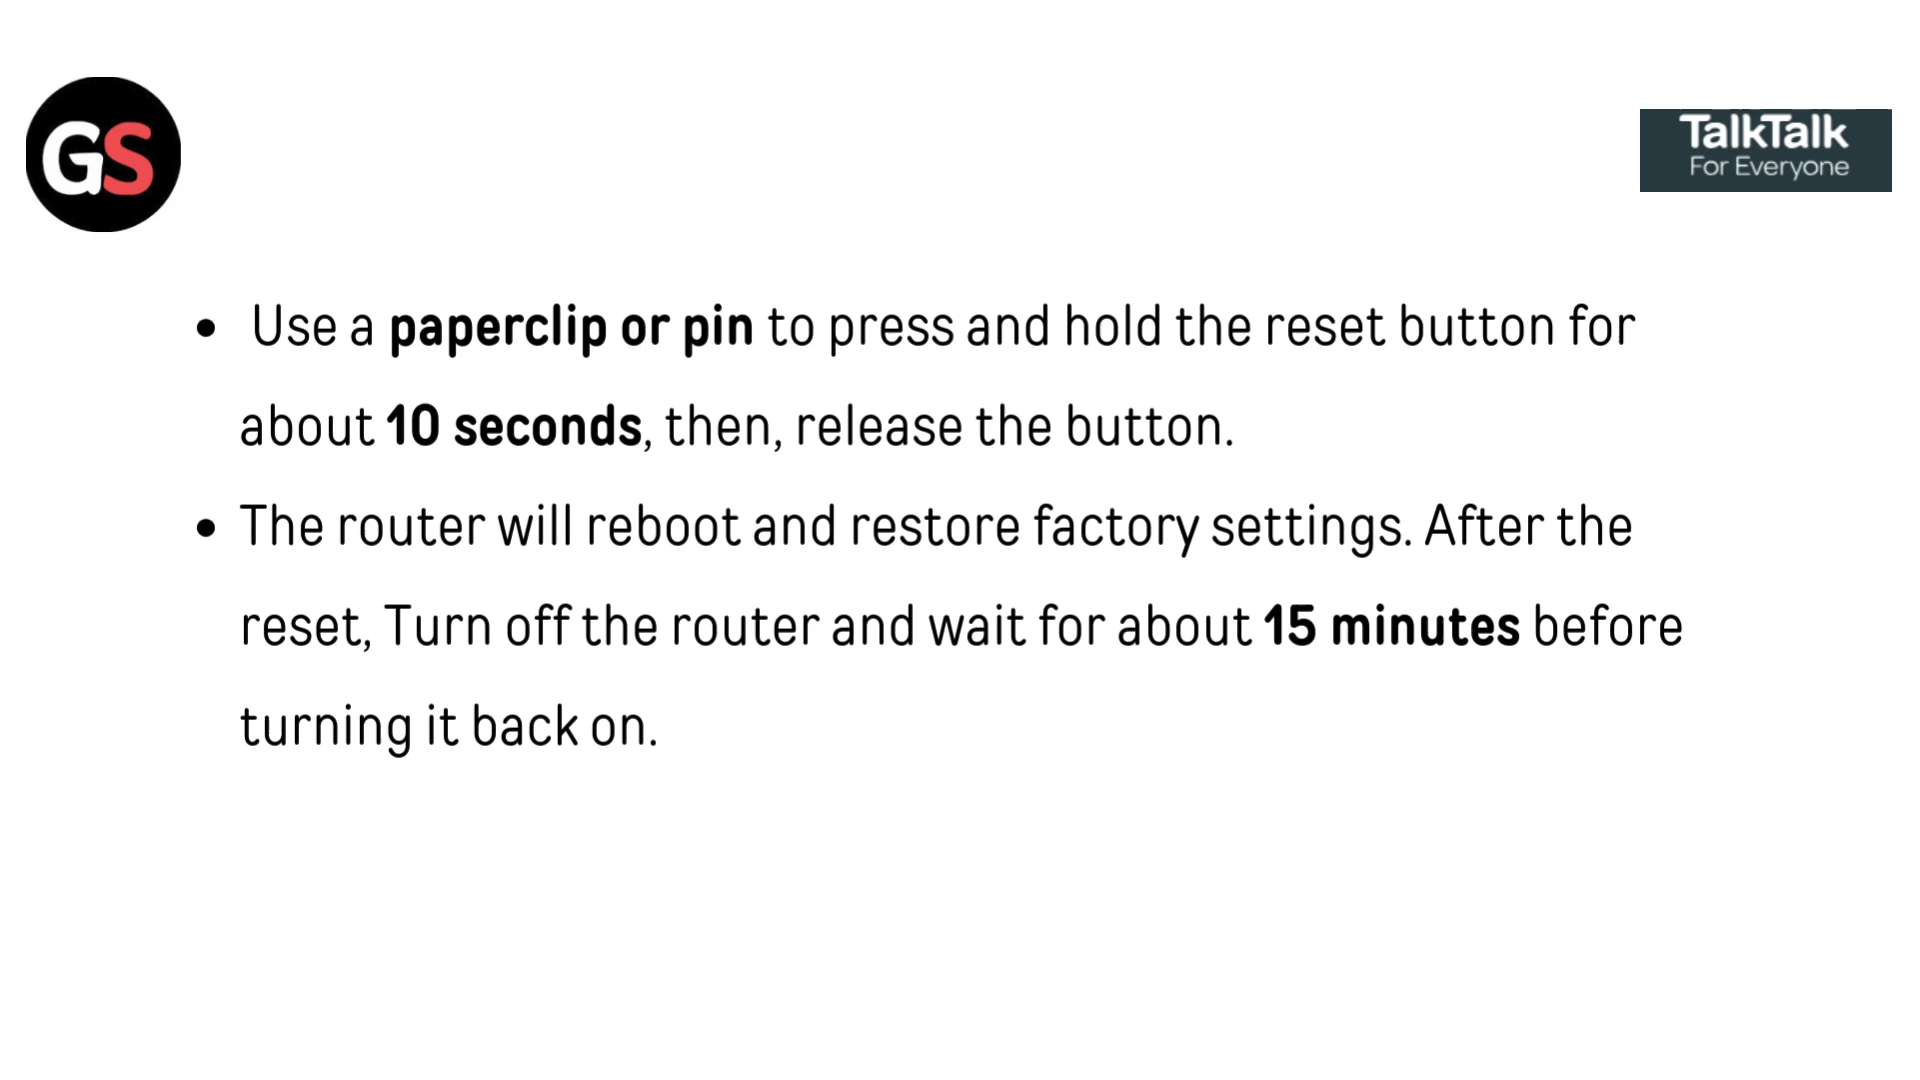 GS
TalkTalk
For Everyone
• Use a paperclip or pin to press and hold the reset button for
about 10 seconds, then, release the button.
• The router will reboot and restore factory settings. After the
reset, Turn off the router and wait for about 15 minutes before
turning it back on.